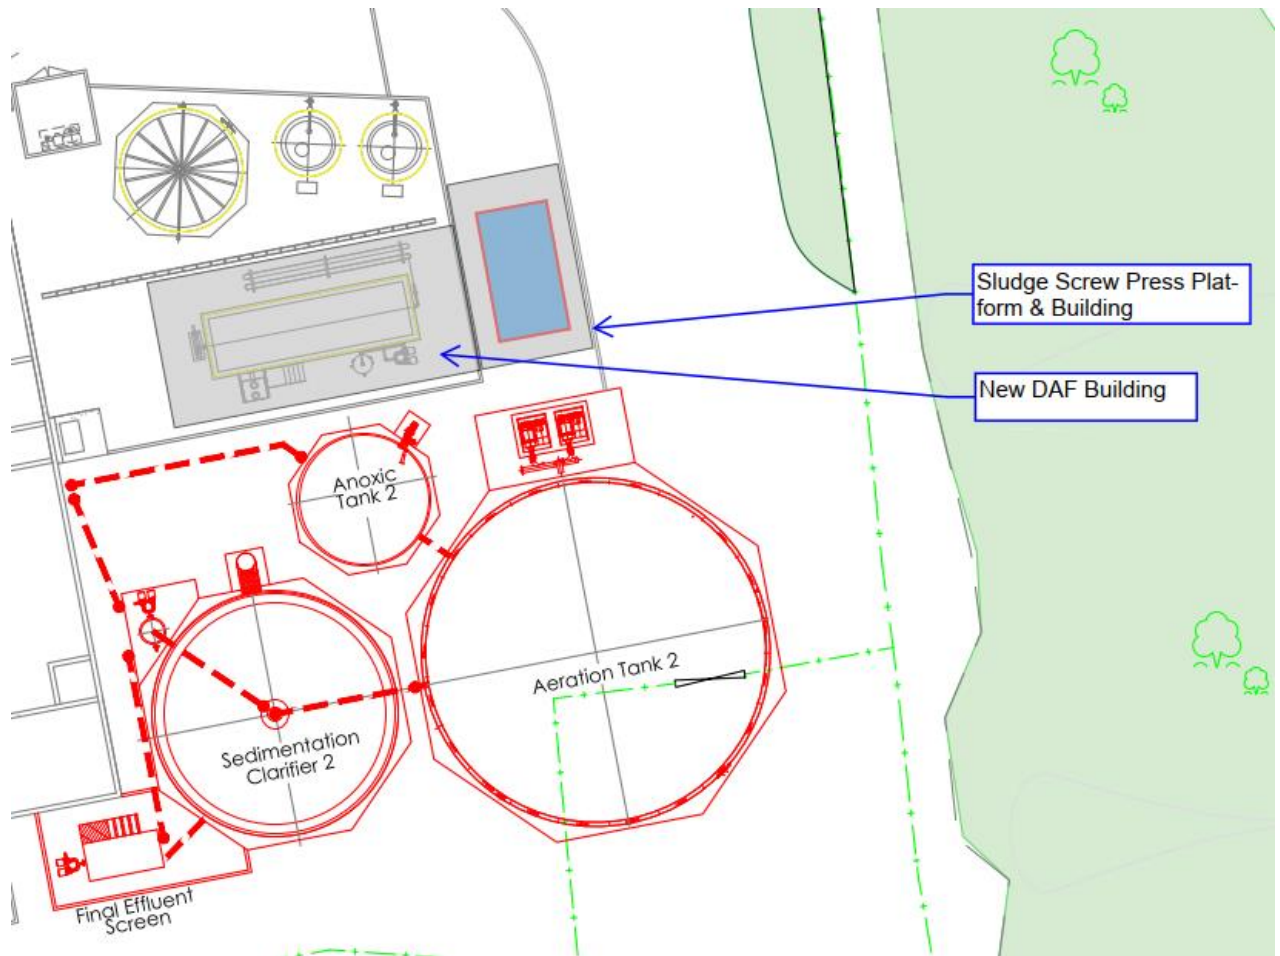 Sludge Screw Press Plat-
form & Building
New DAF Building
Anoxic
Tank 2
Aeration Tank 2
Sedimentation
Clarifier 2
Final Effluent
Screen